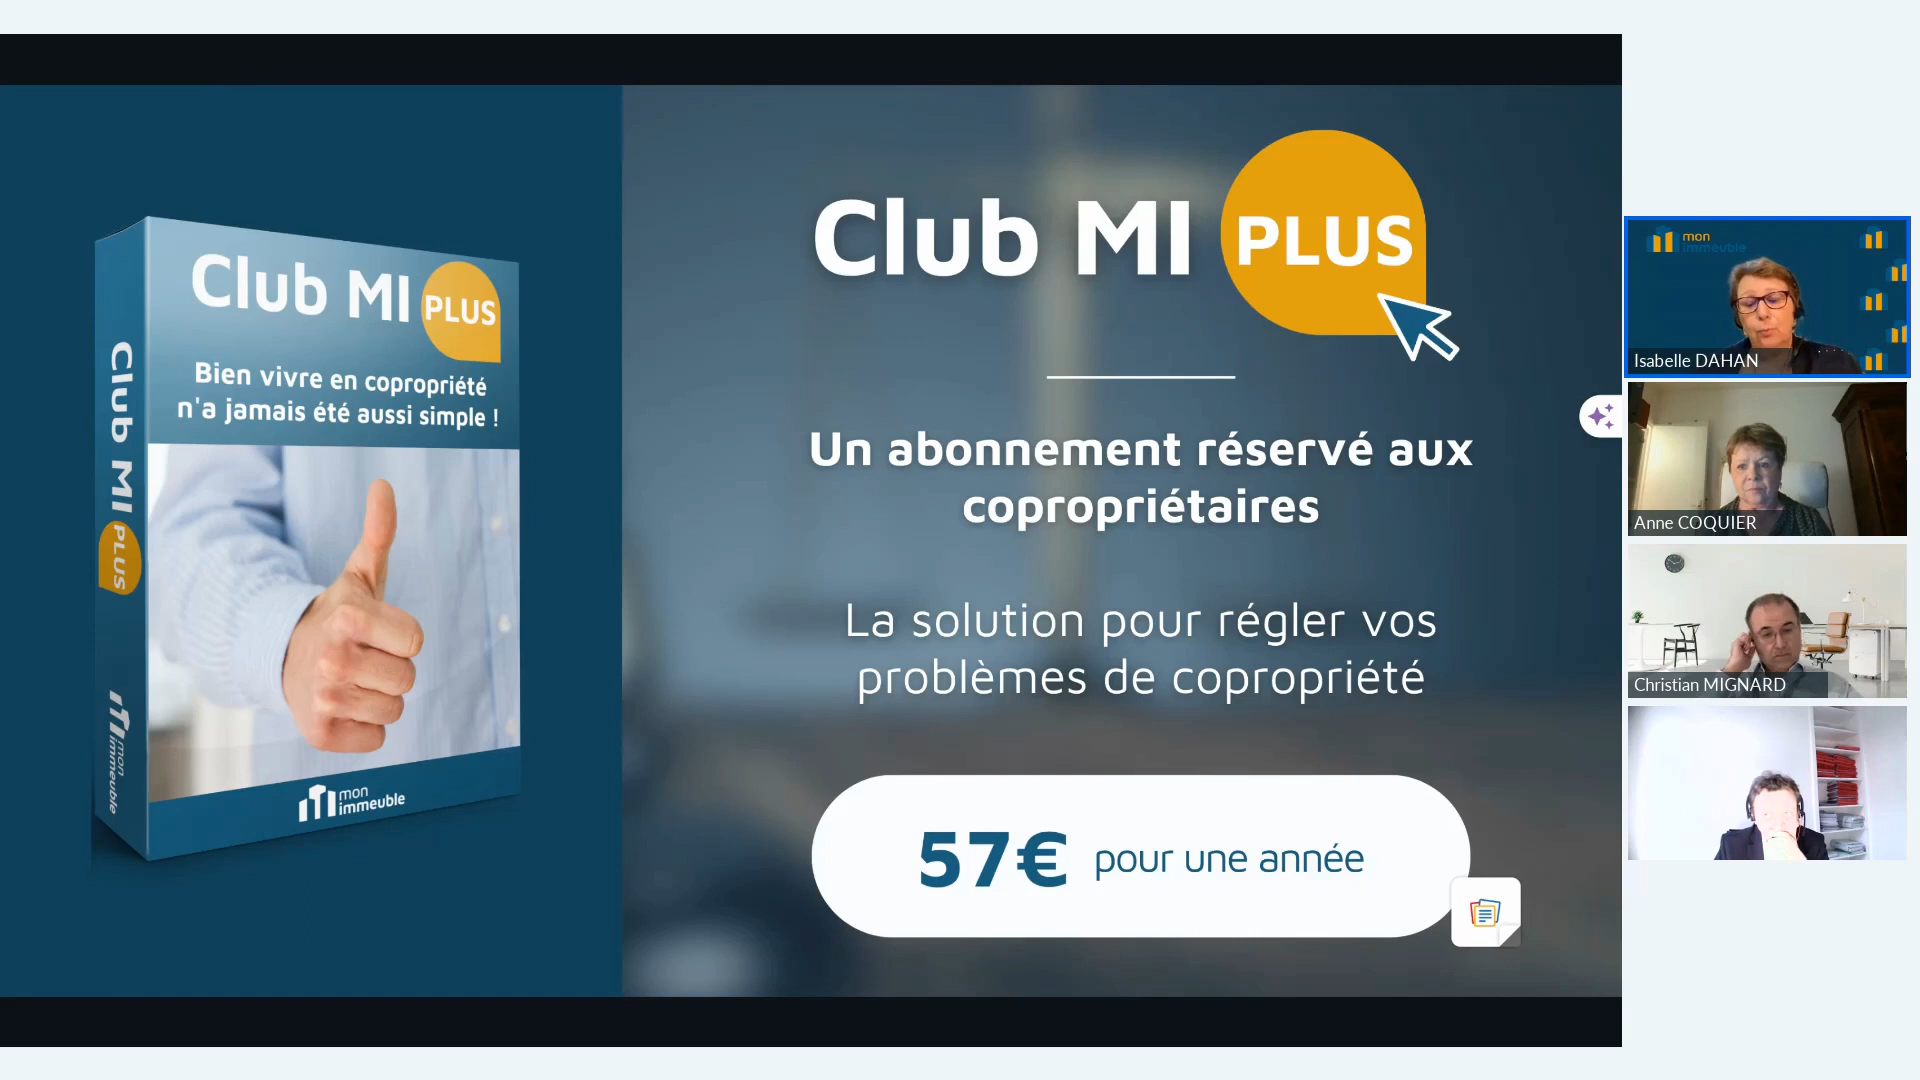 Club MI PLUS
Bien vivre en copropriété
n'a jamais été aussi simple !
mon
immeuble
Club MI PLUS
mon
immeuble
Club MI PLUS
Un abonnement réservé aux
copropriétaires
La solution pour régler vos
problèmes de copropriété
57€ pour une année
mon
immeuble
Isabelle DAHAN
Anne COQUIER
Christian MIGNARD